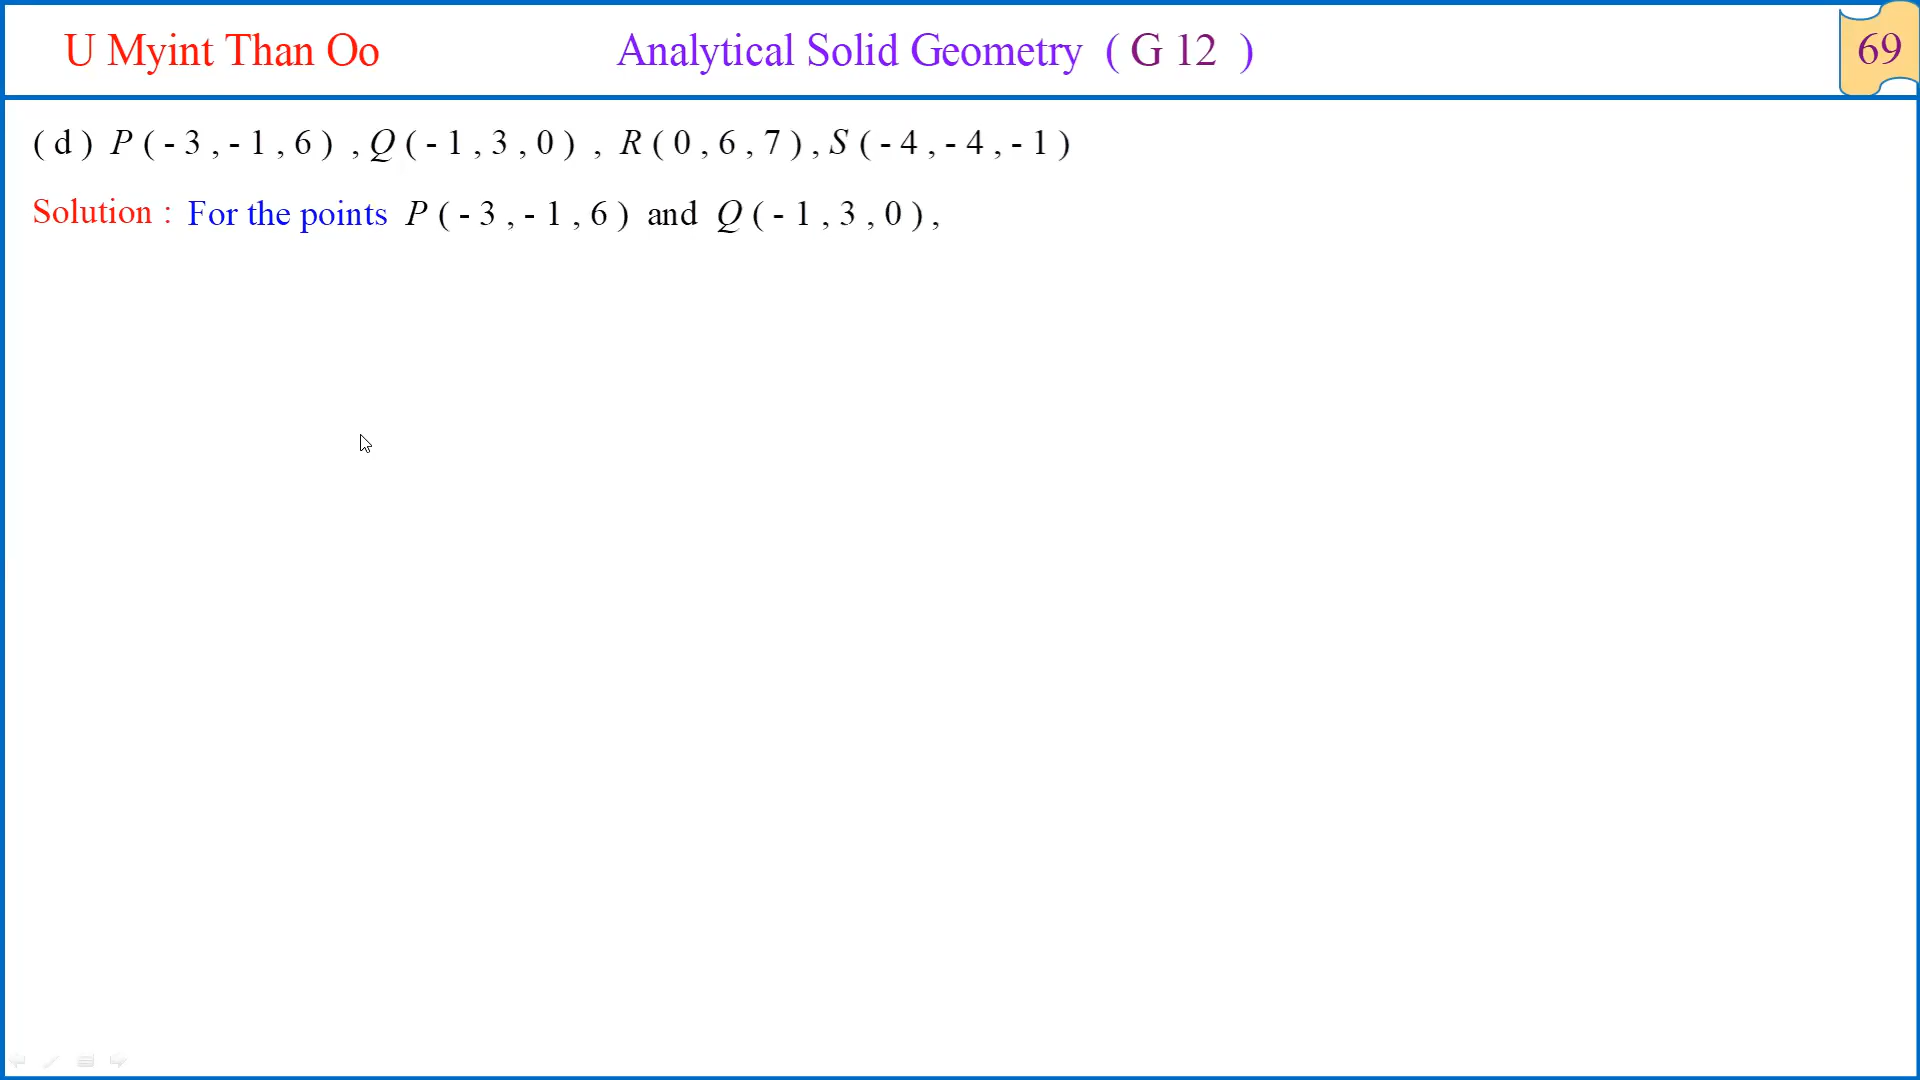 U Myint Than Oo Analytical Solid Geometry ( G 12 ) 69
( d ) P ( - 3 , - 1 , 6 ) , Q ( - 1 , 3 , 0 ) , R ( 0 , 6 , 7 ) , S ( - 4 , - 4 , - 1 )
Solution : For the points P ( - 3 , - 1 , 6 ) and Q ( - 1 , 3 , 0 ) ,